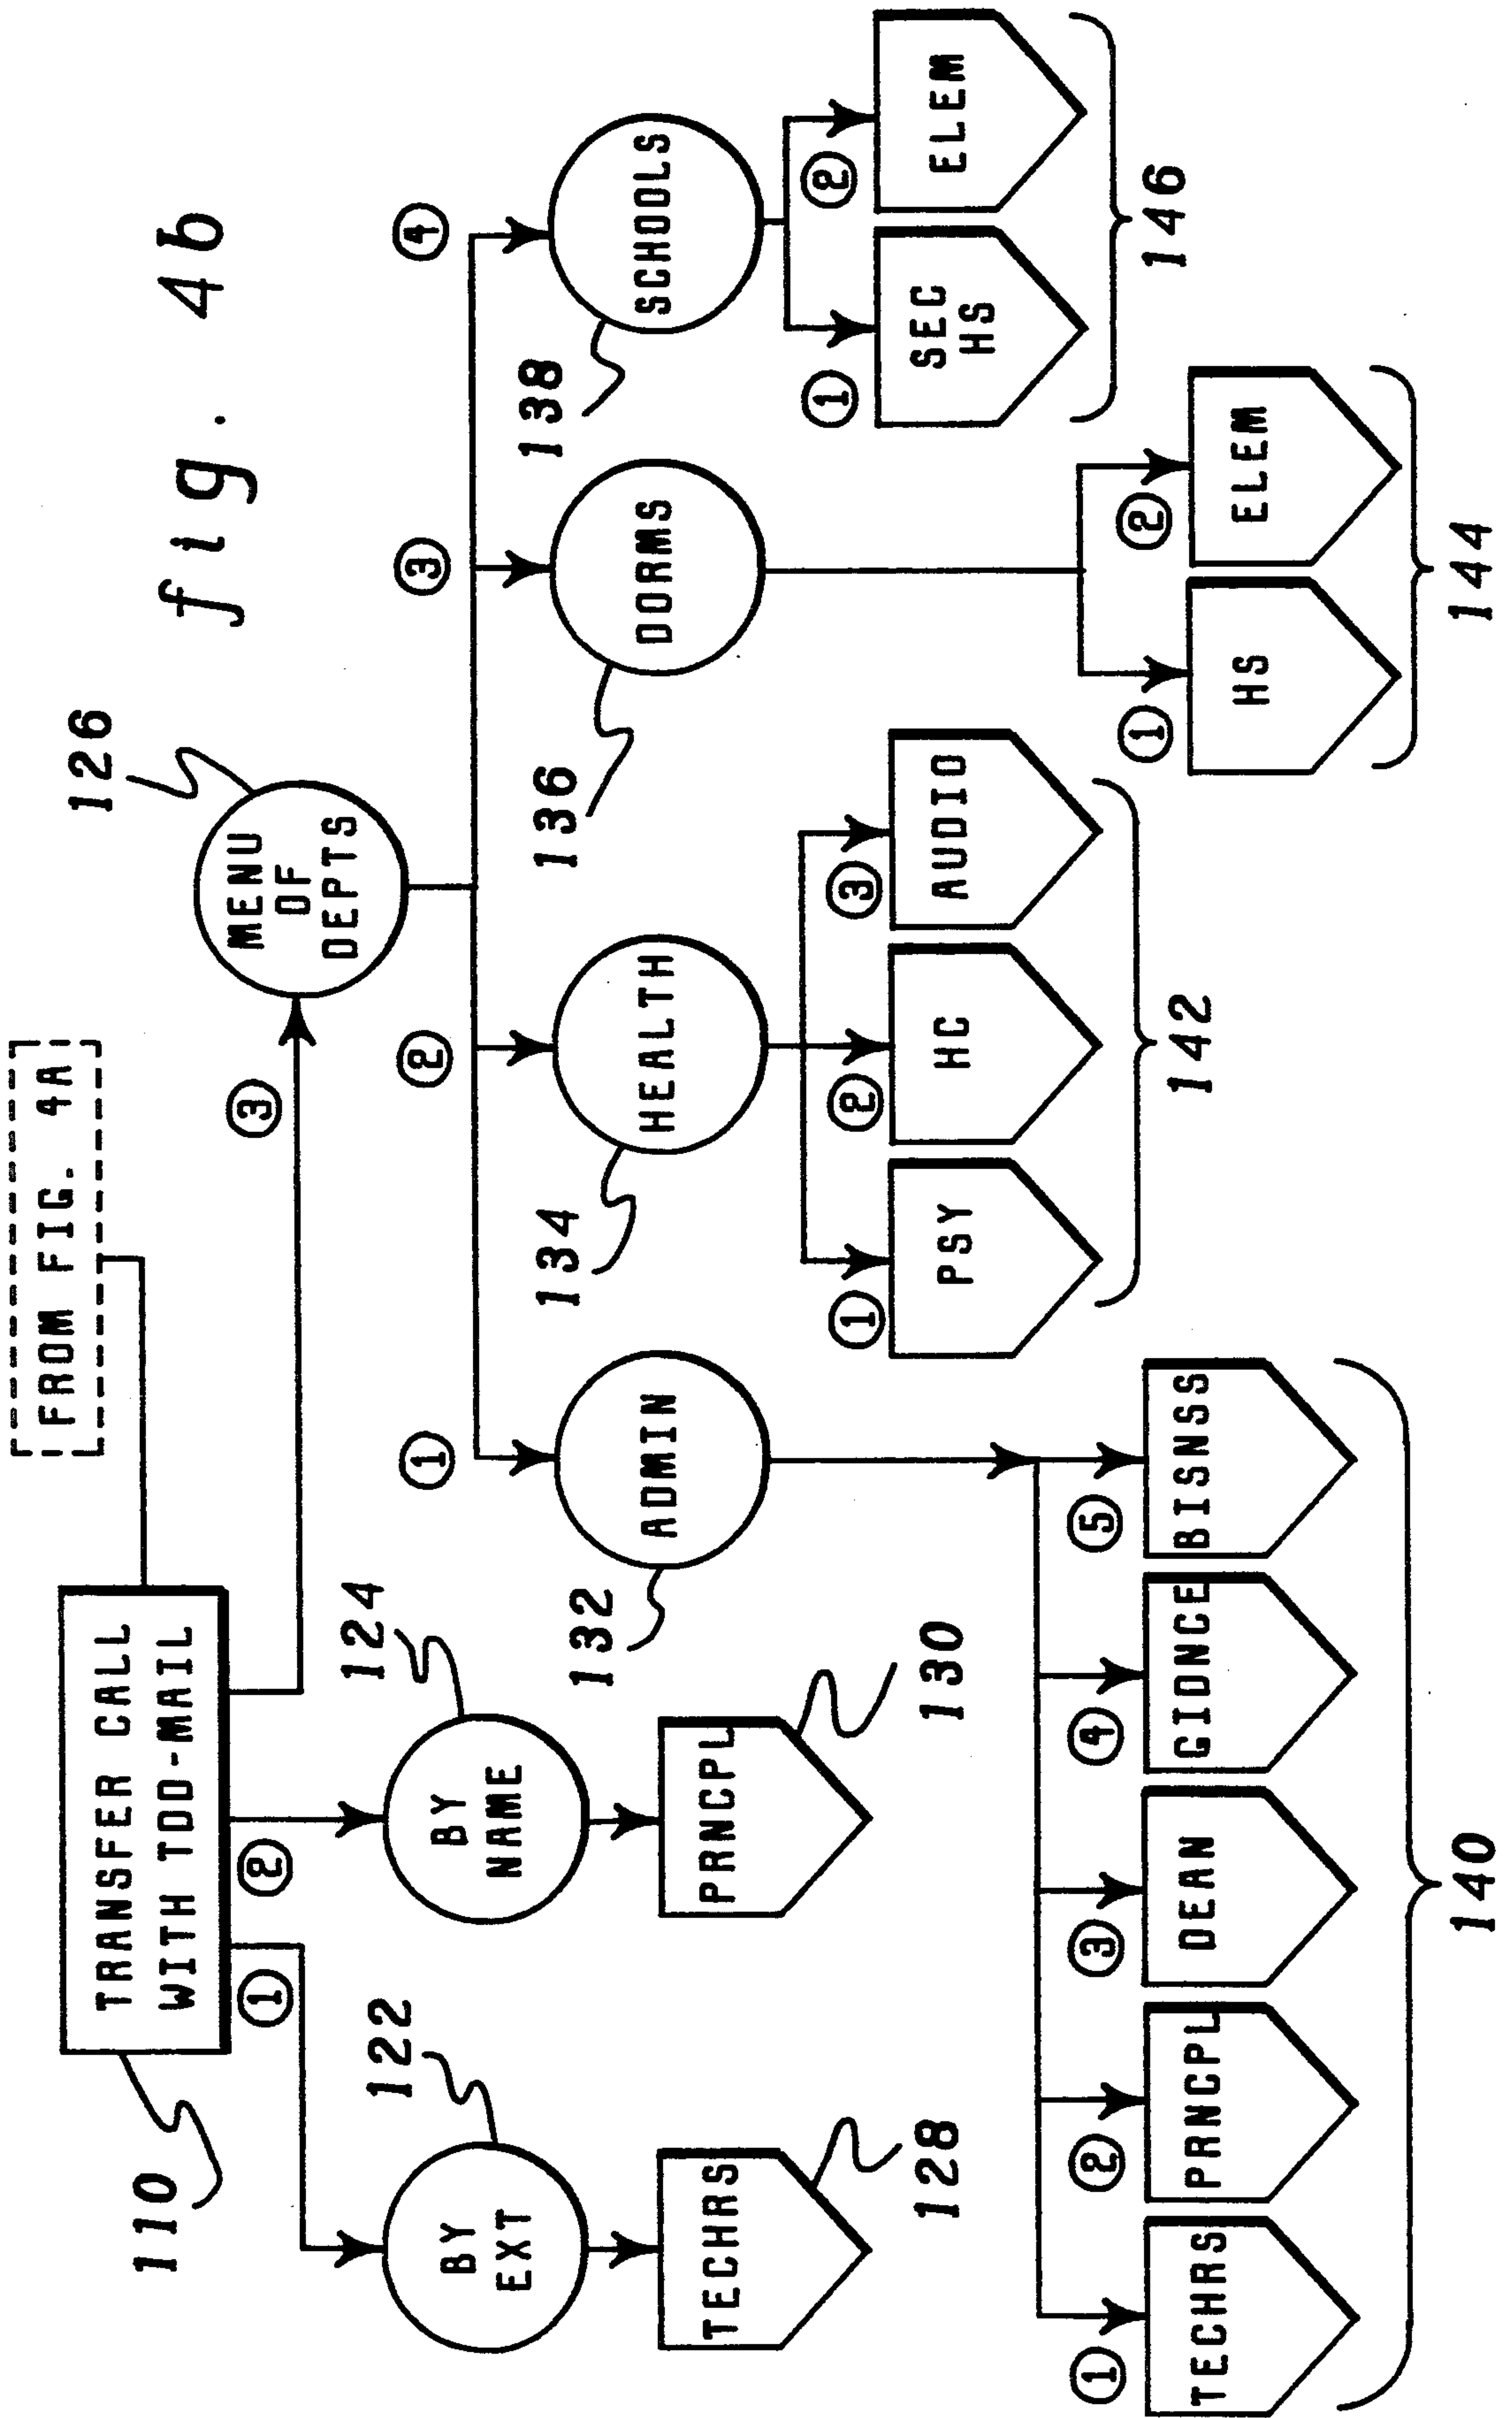 FROM FIG. 4A
fig. 4b
110
TRANSFER CALL
WITH TDD-MAIL
1
2
3
126
MENU
OF
DEPTS
122
BY
EXT
124
BY
NAME
1
2
3
4
132
ADMIN
134
HEALTH
136
DORMS
138
SCHOOLS
TECHRS
128
PRNCPL
130
1
PSY
2
HC
3
AUDIO
142
1
SEC
HS
2
ELEM
146
1
TECHRS
2
PRNCPL
3
DEAN
4
GIDNCE
5
BISNSS
140
1
HS
2
ELEM
144